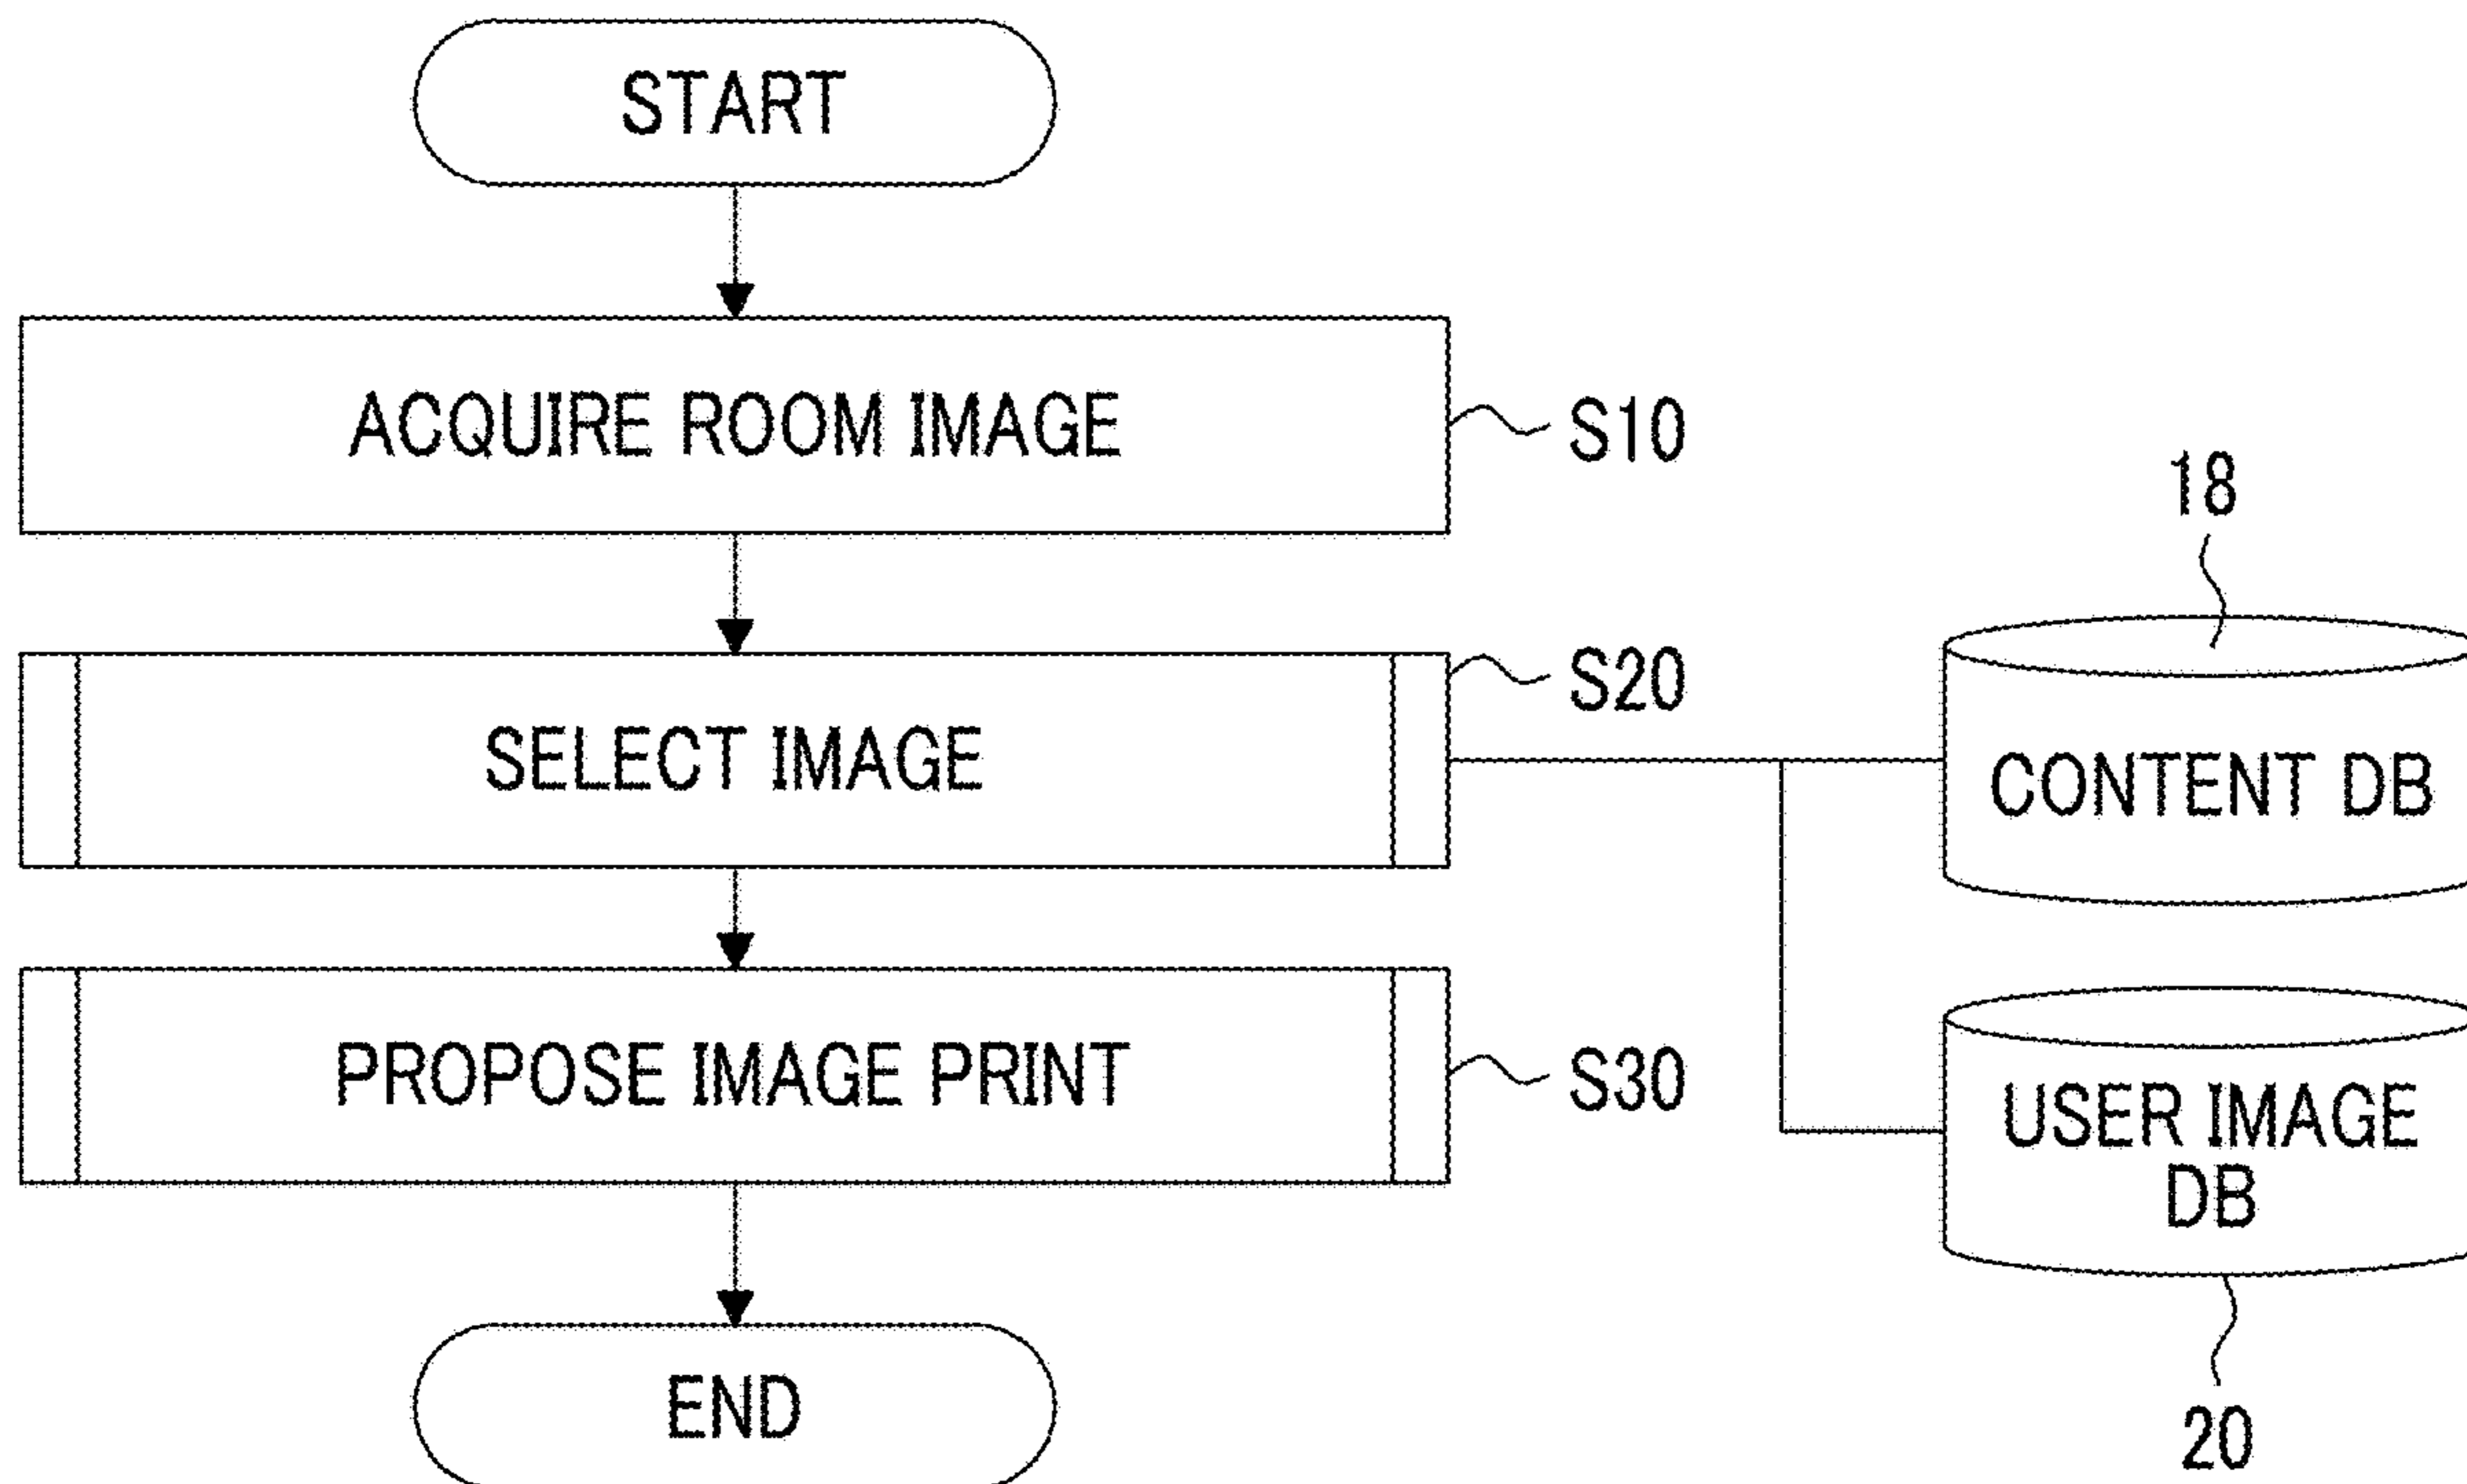 START
ACQUIRE ROOM IMAGE
S10
18
SELECT IMAGE
S20
CONTENT DB
PROPOSE IMAGE PRINT
S30
USER IMAGE
DB
END
20